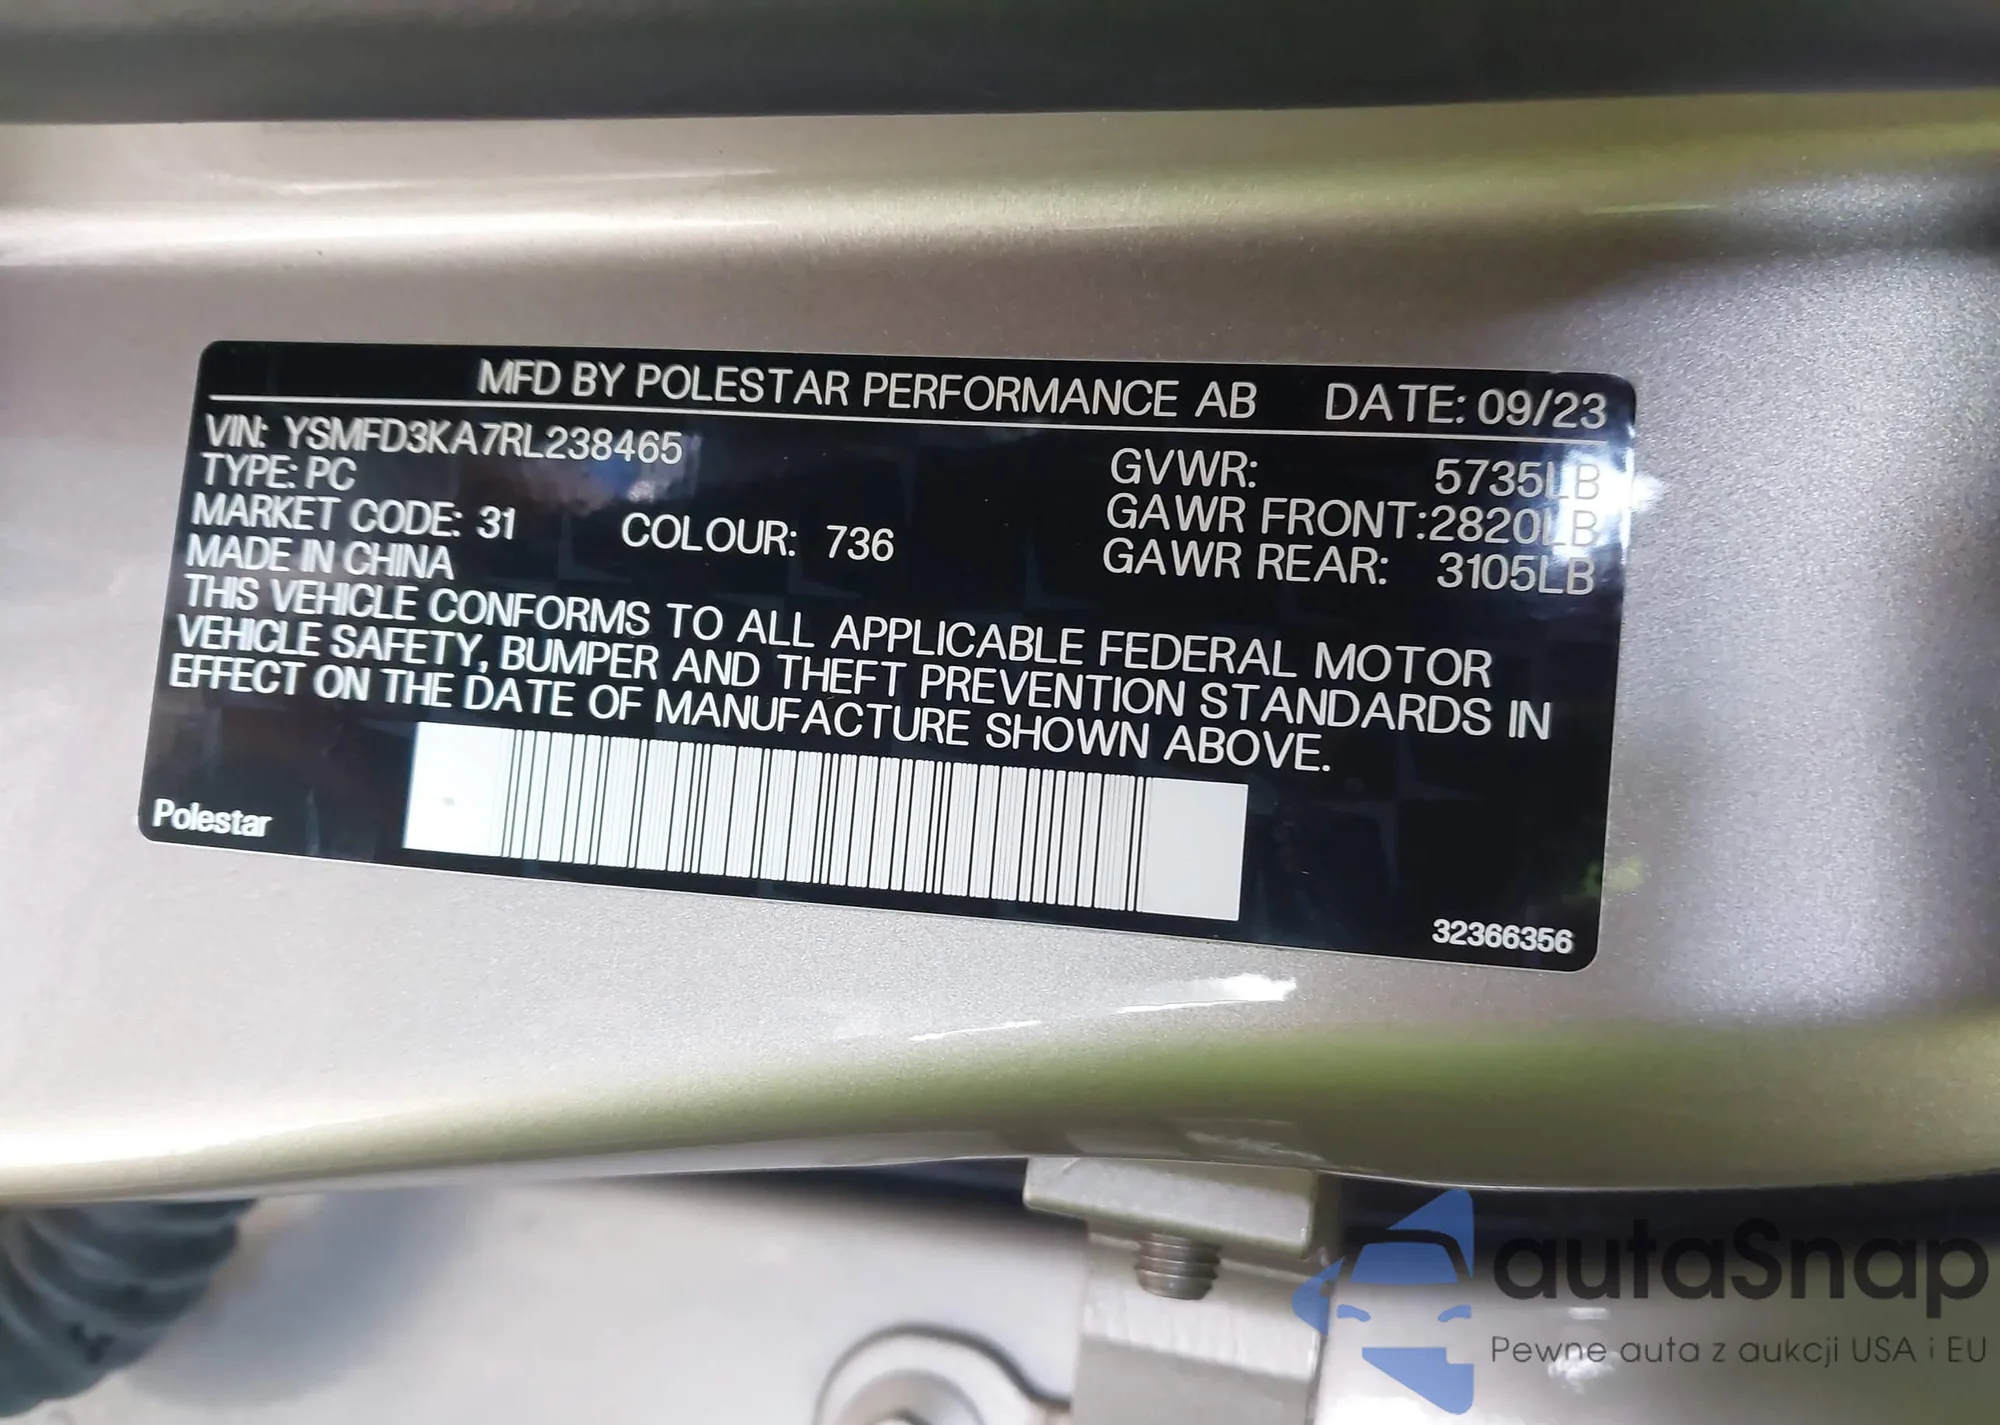 MFD BY POLESTAR PERFORMANCE AB DATE: 09/23
VIN: YSMFD3KA7RL238465
TYPE: PC
MARKET CODE: 31 COLOUR: 736
MADE IN CHINA
GVWR: 5735LB
GAWR FRONT:2820LB
GAWR REAR: 3105LB
THIS VEHICLE CONFORMS TO ALL APPLICABLE FEDERAL MOTOR
VEHICLE SAFETY, BUMPER AND THEFT PREVENTION STANDARDS IN
EFFECT ON THE DATE OF MANUFACTURE SHOWN ABOVE.
Polestar
32366356
autaSnap
Pewne auta z aukcji USA i EU